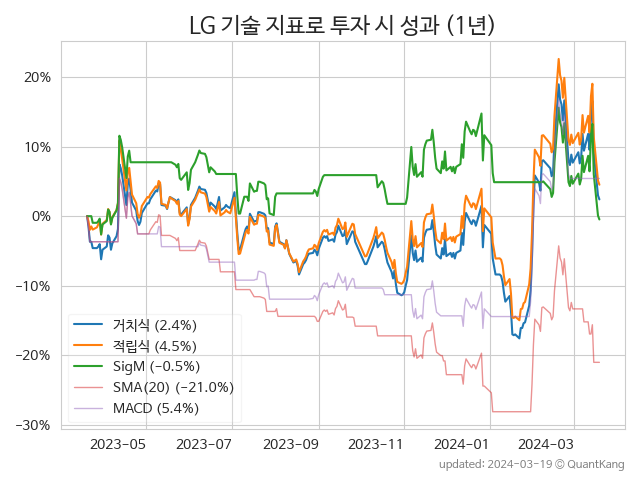 LG 기술 지표로 투자 시 성과 (1년)
20%
10%
0%
−10%
−20%
−30%
거치식 (2.4%)
적립식 (4.5%)
SigM (−0.5%)
SMA(20) (−21.0%)
MACD (5.4%)
2023-05 2023-07 2023-09 2023-11 2024-01 2024-03
updated: 2024-03-19 © QuantKang